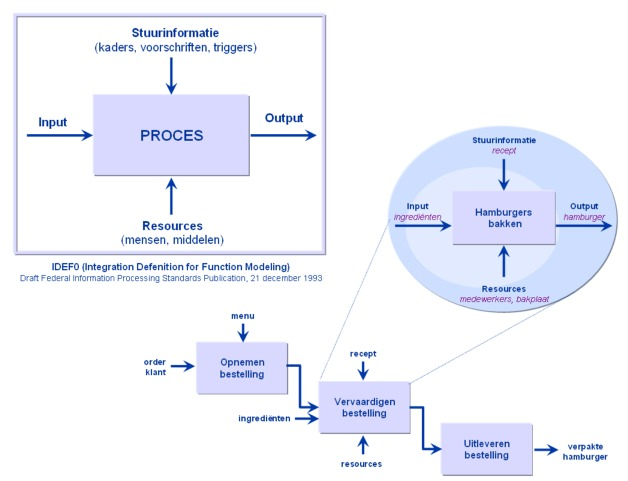 Stuurinformatie
(kaders, voorschriften, triggers)
Input
PROCES
Output
Resources
(mensen, middelen)
IDEF0 (Integration Defenition for Function Modeling)
Draft Federal Information Processing Standards Publication, 21 december 1993
Stuurinformatie
recept
Input
ingrediënten
Hamburgers
bakken
Output
hamburger
Resources
medewerkers, bakplaat
menu
order
klant
Opnemen
bestelling
recept
ingrediënten
Vervaardigen
bestelling
resources
Uitleveren
bestelling
verpakte
hamburger